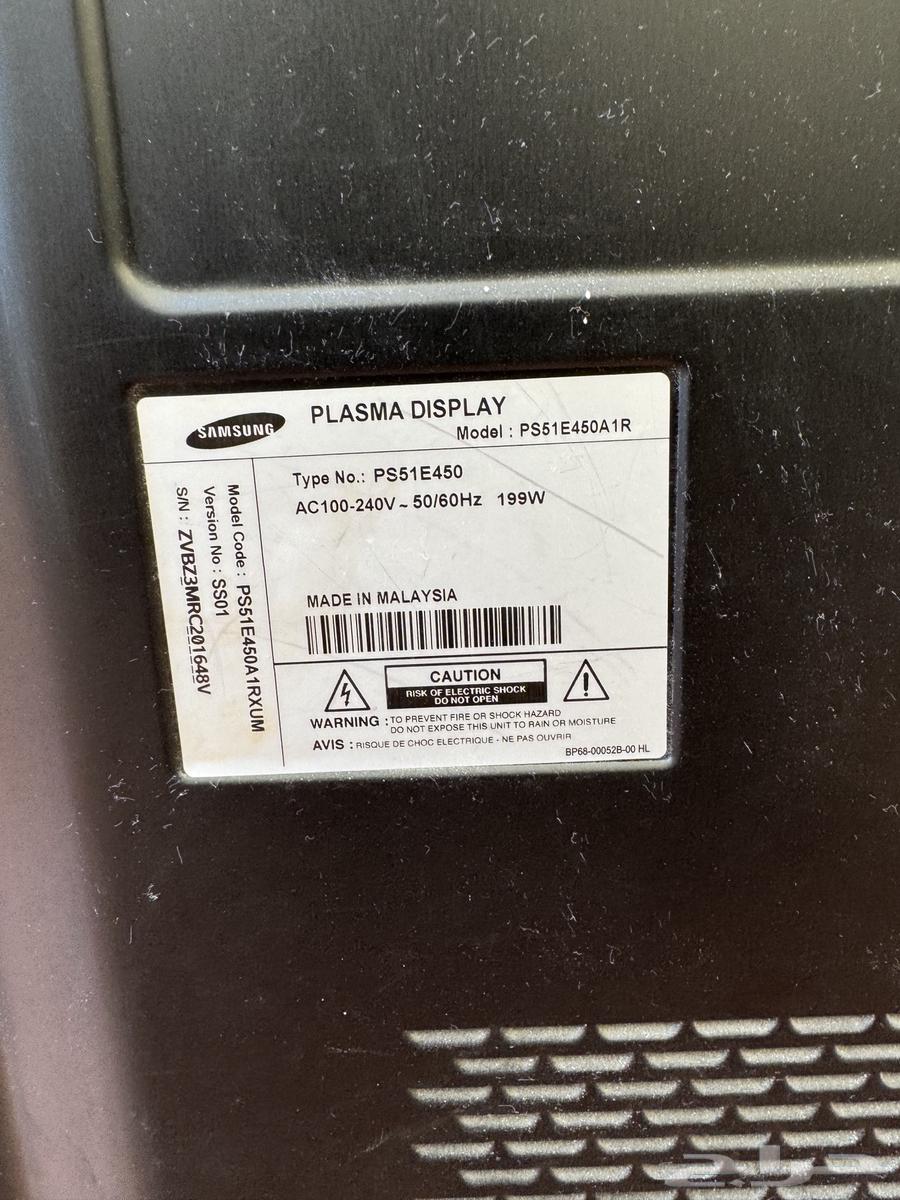 SAMSUNG
PLASMA DISPLAY
Model : PS51E450A1R
Type No.: PS51E450
AC100-240V ~ 50/60Hz 199W
MADE IN MALAYSIA
Model Code : PS51E450A1RXUM
Version No : SS01
S/N : ZVBZ3MRC201648V
CAUTION
RISK OF ELECTRIC SHOCK
DO NOT OPEN
WARNING : TO PREVENT FIRE OR SHOCK HAZARD
DO NOT EXPOSE THIS UNIT TO RAIN OR MOISTURE
AVIS : RISQUE DE CHOC ELECTRIQUE - NE PAS OUVRIR
BP68-00052B-00 HL
حراج